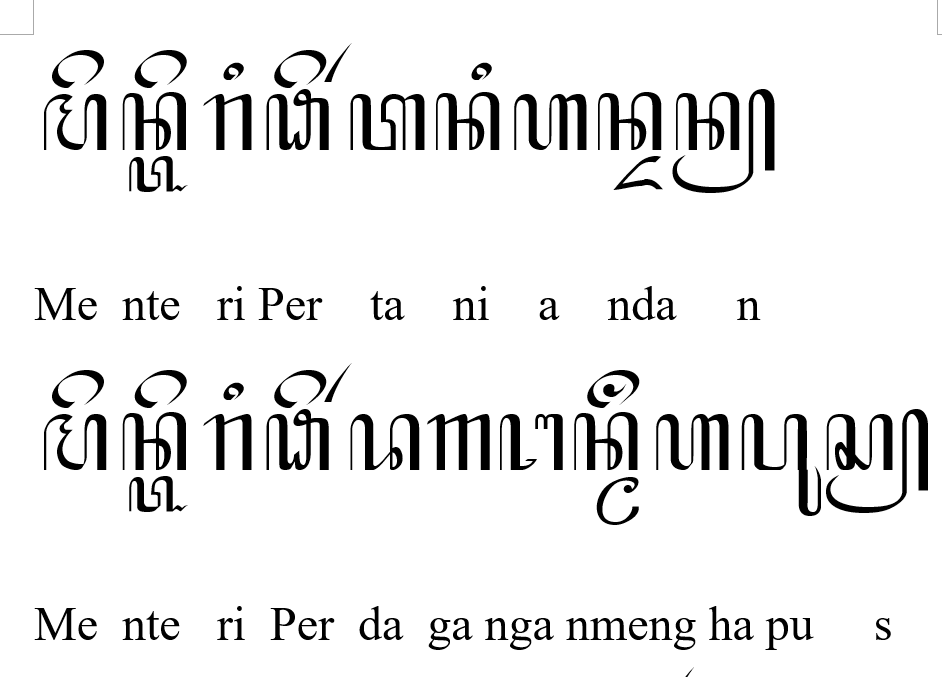 ꦩꦼꦤ꧀ꦠꦼꦫꦶꦥꦼꦂꦠꦤꦶꦲꦤ꧀ꦢꦤ꧀
Me nte ri Per ta ni a nda n
ꦩꦼꦤ꧀ꦠꦼꦫꦶꦥꦼꦂꦢꦒꦔꦤ꧀ꦩꦼꦁꦲꦥꦸꦱ꧀
Me nte ri Per da ga nga nmeng ha pu s